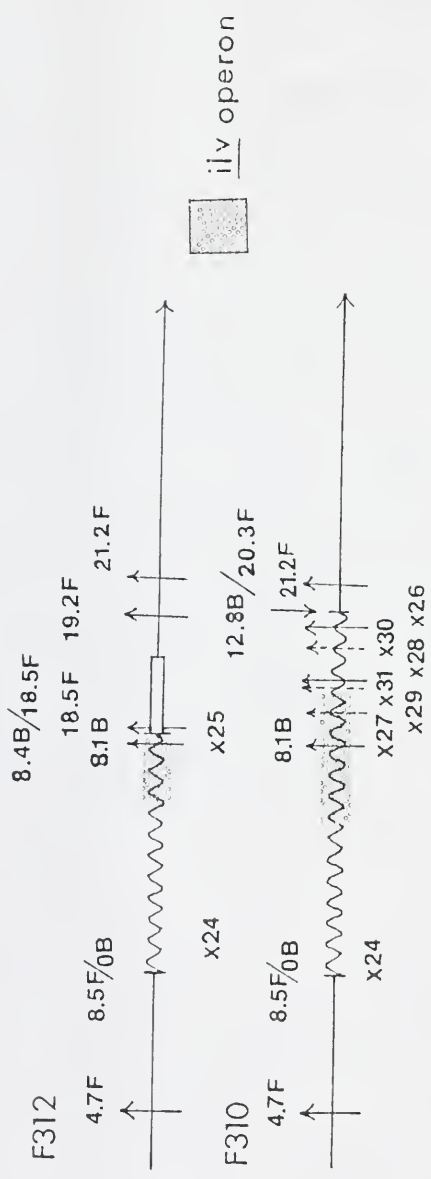 F312
8.4B/18.5F
4.7F
8.5F/0B
18.5F
19.2F
8.1B
21.2F
x24
x25
F310
12.8B/20.3F
4.7F
8.5F/0B
8.1B
21.2F
x24
x27 x31 x30
x29 x28 x26
ilv operon